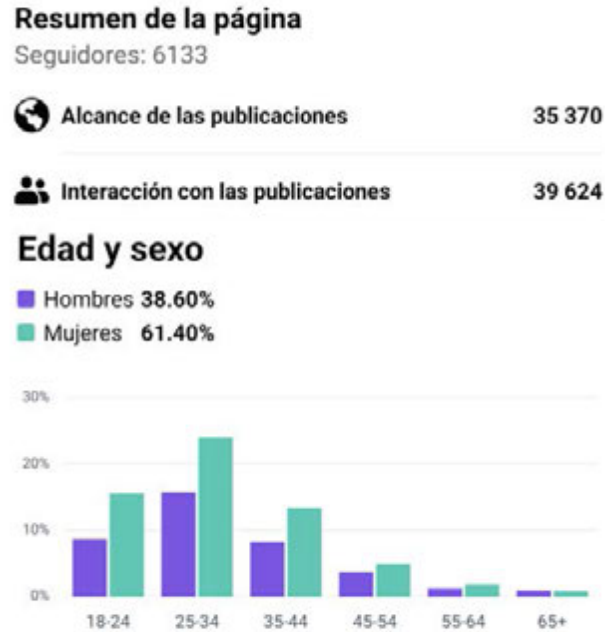 Resumen de la página
Seguidores: 6133
Alcance de las publicaciones 35 370
Interacción con las publicaciones 39 624
Edad y sexo
Hombres 38.60%
Mujeres 61.40%
30%
20%
10%
0%
18-24 25-34 35-44 45-54 55-64 65+